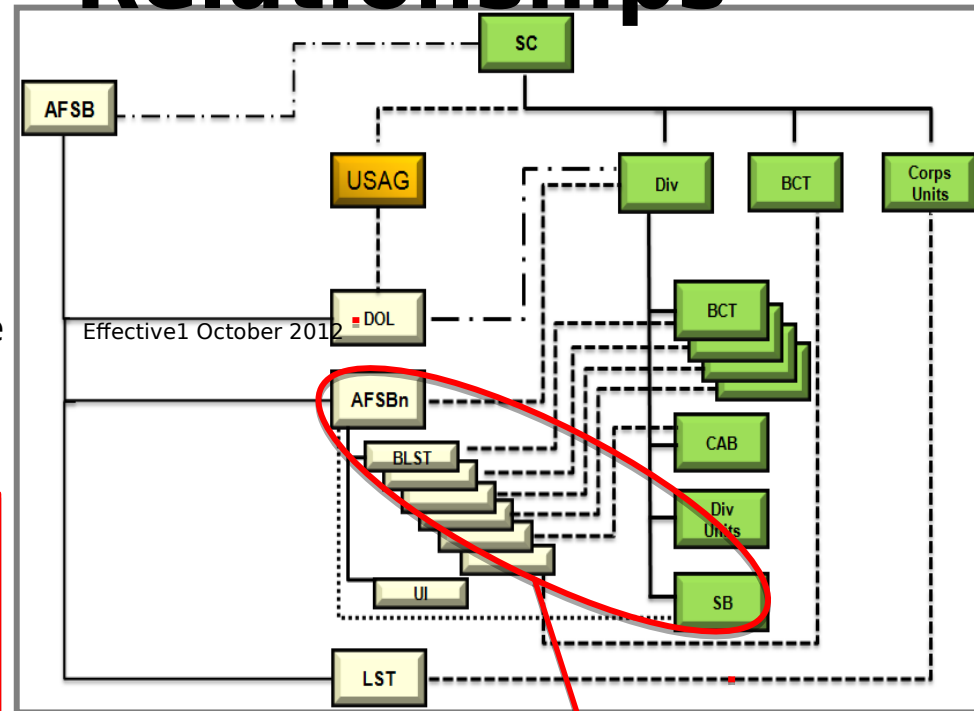 Relationships
SC
AFSB
USAG
Div
BCT
Corps
Units
DOL
e
Effective1 October 2012
BCT
AFSBn
CAB
BLST
Div
Units
UI
SB
LST